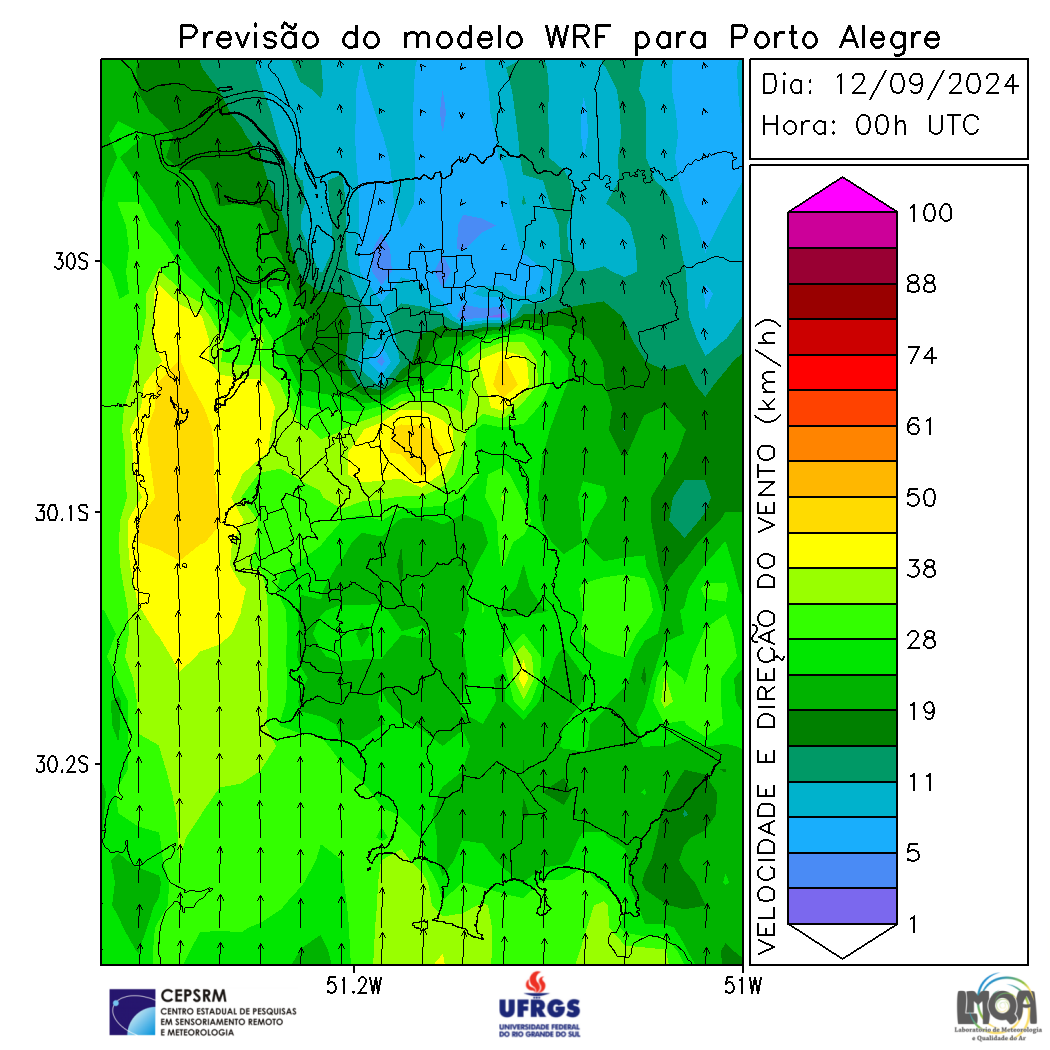 Previsão do modelo WRF para Porto Alegre
Dia: 12/09/2024
Hora: 00h UTC
30S
30.1S
30.2S
51.2W
51W
VELOCIDADE E DIREÇÃO DO VENTO (km/h)
100
88
74
61
50
38
28
19
11
5
1
CEPSRM
CENTRO ESTADUAL DE PESQUISAS
EM SENSORIAMENTO REMOTO
E METEOROLOGIA
UFRGS
UNIVERSIDADE FEDERAL
DO RIO GRANDE DO SUL
LMQA
Laboratório de Meteorologia
e Qualidade do Ar